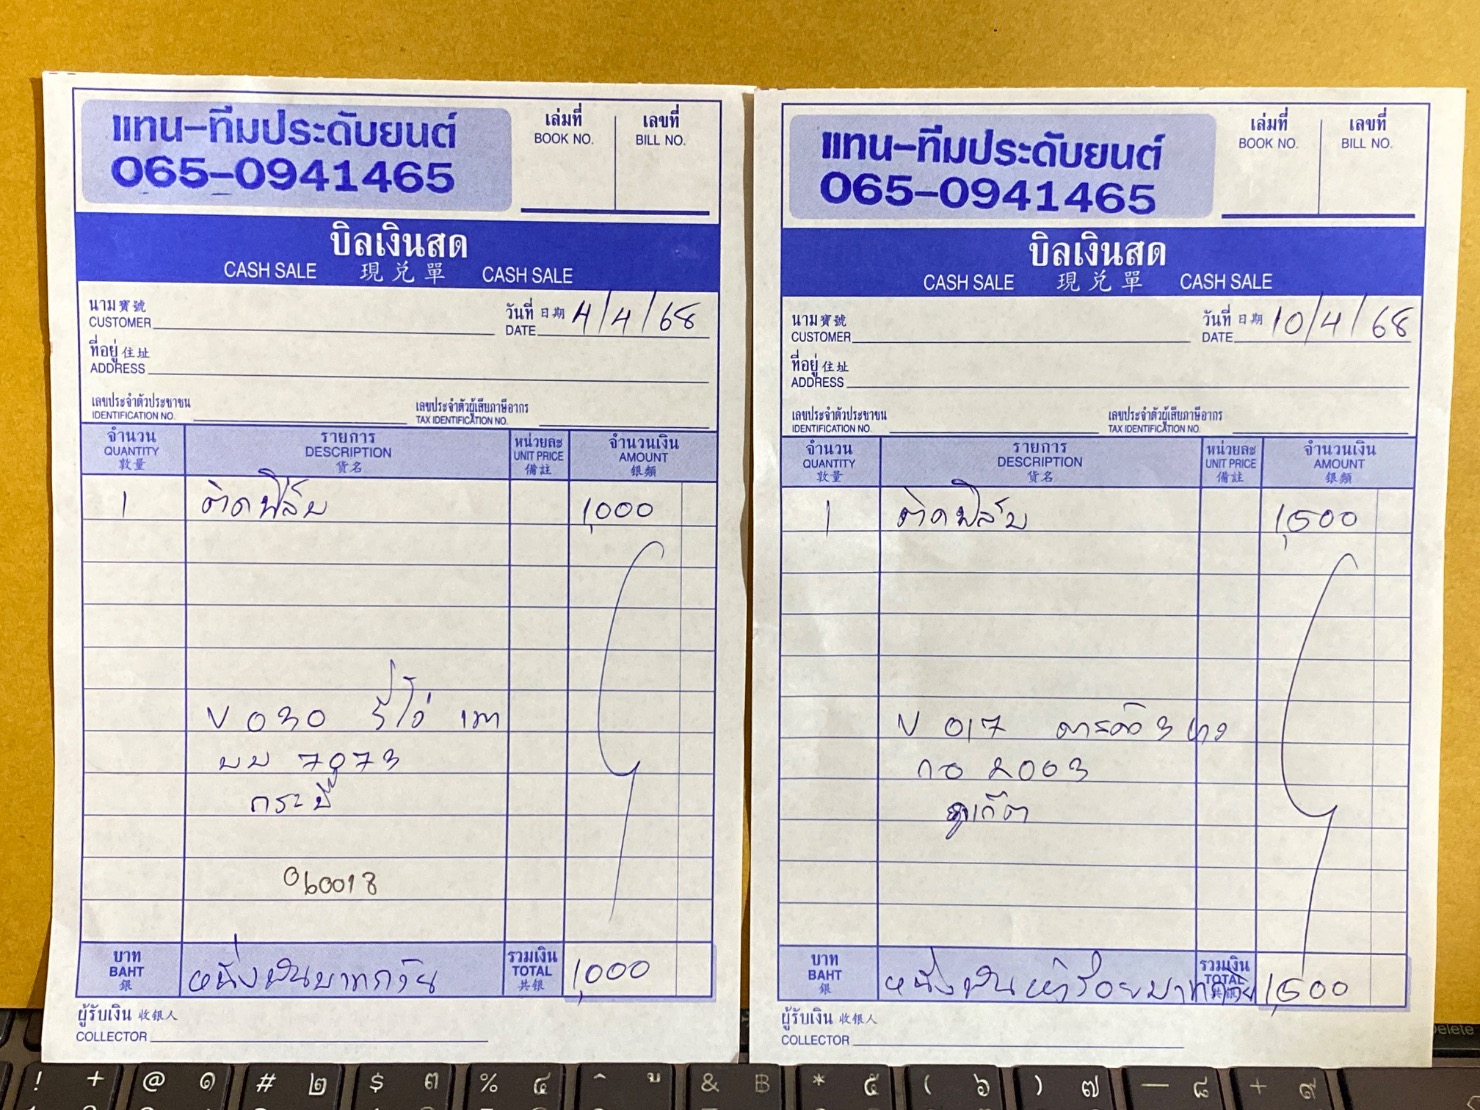 แทน-ทีมประดับยนต์
065-0941465
เล่มที่ เลขที่
BOOK NO. BILL NO.
บิลเงินสด
CASH SALE 現兌單 CASH SALE
นาม寶號
CUSTOMER
วันที่ 日期 4/4/68
DATE
ที่อยู่ 住址
ADDRESS
เลขประจำตัวประชาชน เลขประจำตัวผู้เสียภาษีอากร
IDENTIFICATION NO. TAX IDENTIFICATION NO.
จำนวน รายการ หน่วยละ จำนวนเงิน
QUANTITY DESCRIPTION UNIT PRICE AMOUNT
數量 貨名 備註 銀額
1 ติดฟิล์ม 1,000
V 030 รีโว่ เทา
บบ 7073
กระบี่
060018
บาท รวมเงิน
BAHT หนึ่งพันบาทถ้วน TOTAL 1,000
銀 共銀
ผู้รับเงิน 收銀人
COLLECTOR
แทน-ทีมประดับยนต์
065-0941465
เล่มที่ เลขที่
BOOK NO. BILL NO.
บิลเงินสด
CASH SALE 現兌單 CASH SALE
นาม寶號
CUSTOMER
วันที่ 日期 10/4/68
DATE
ที่อยู่ 住址
ADDRESS
เลขประจำตัวประชาชน เลขประจำตัวผู้เสียภาษีอากร
IDENTIFICATION NO. TAX IDENTIFICATION NO.
จำนวน รายการ หน่วยละ จำนวนเงิน
QUANTITY DESCRIPTION UNIT PRICE AMOUNT
數量 貨名 備註 銀額
1 ติดฟิล์ม 1,500
V 017
กอ 2003
ภูเก็ต
บาท รวมเงิน
BAHT หนึ่งพันห้าร้อยบาทถ้วน TOTAL 1,500
銀 共銀
ผู้รับเงิน 收銀人
COLLECTOR
! + @ ๑ # ๒ $ ๓ % ๔ ^ ู & ฿ * ๕ ( ๖ ) ๗ _ ๘ + ๙